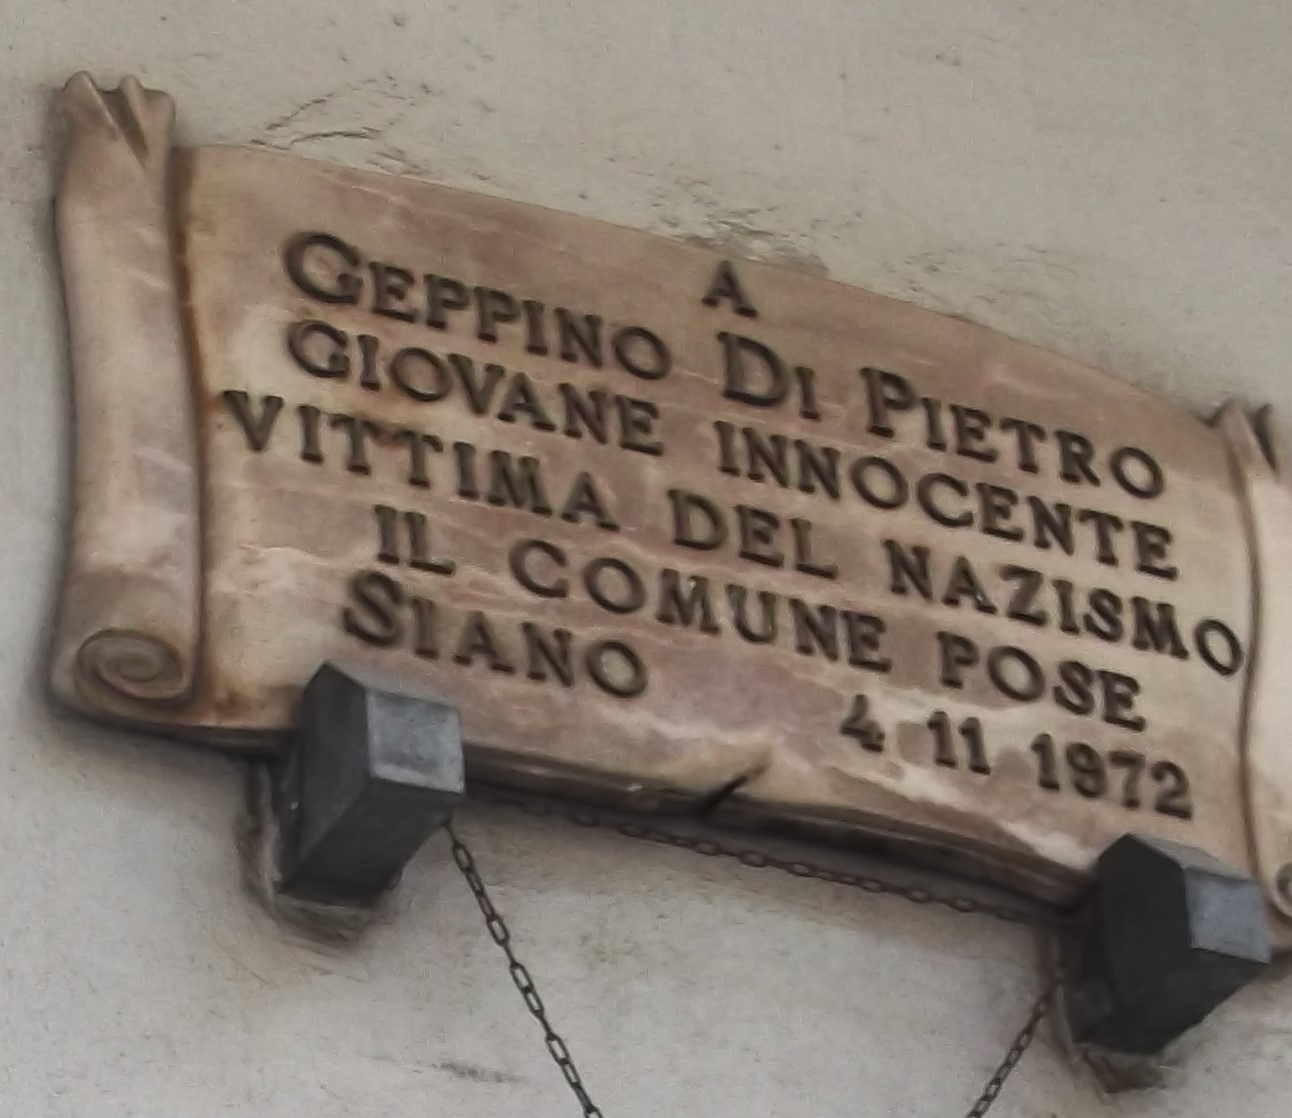 A
GEPPINO DI PIETRO
GIOVANE INNOCENTE
VITTIMA DEL NAZISMO
IL COMUNE POSE
SIANO 4 11 1972